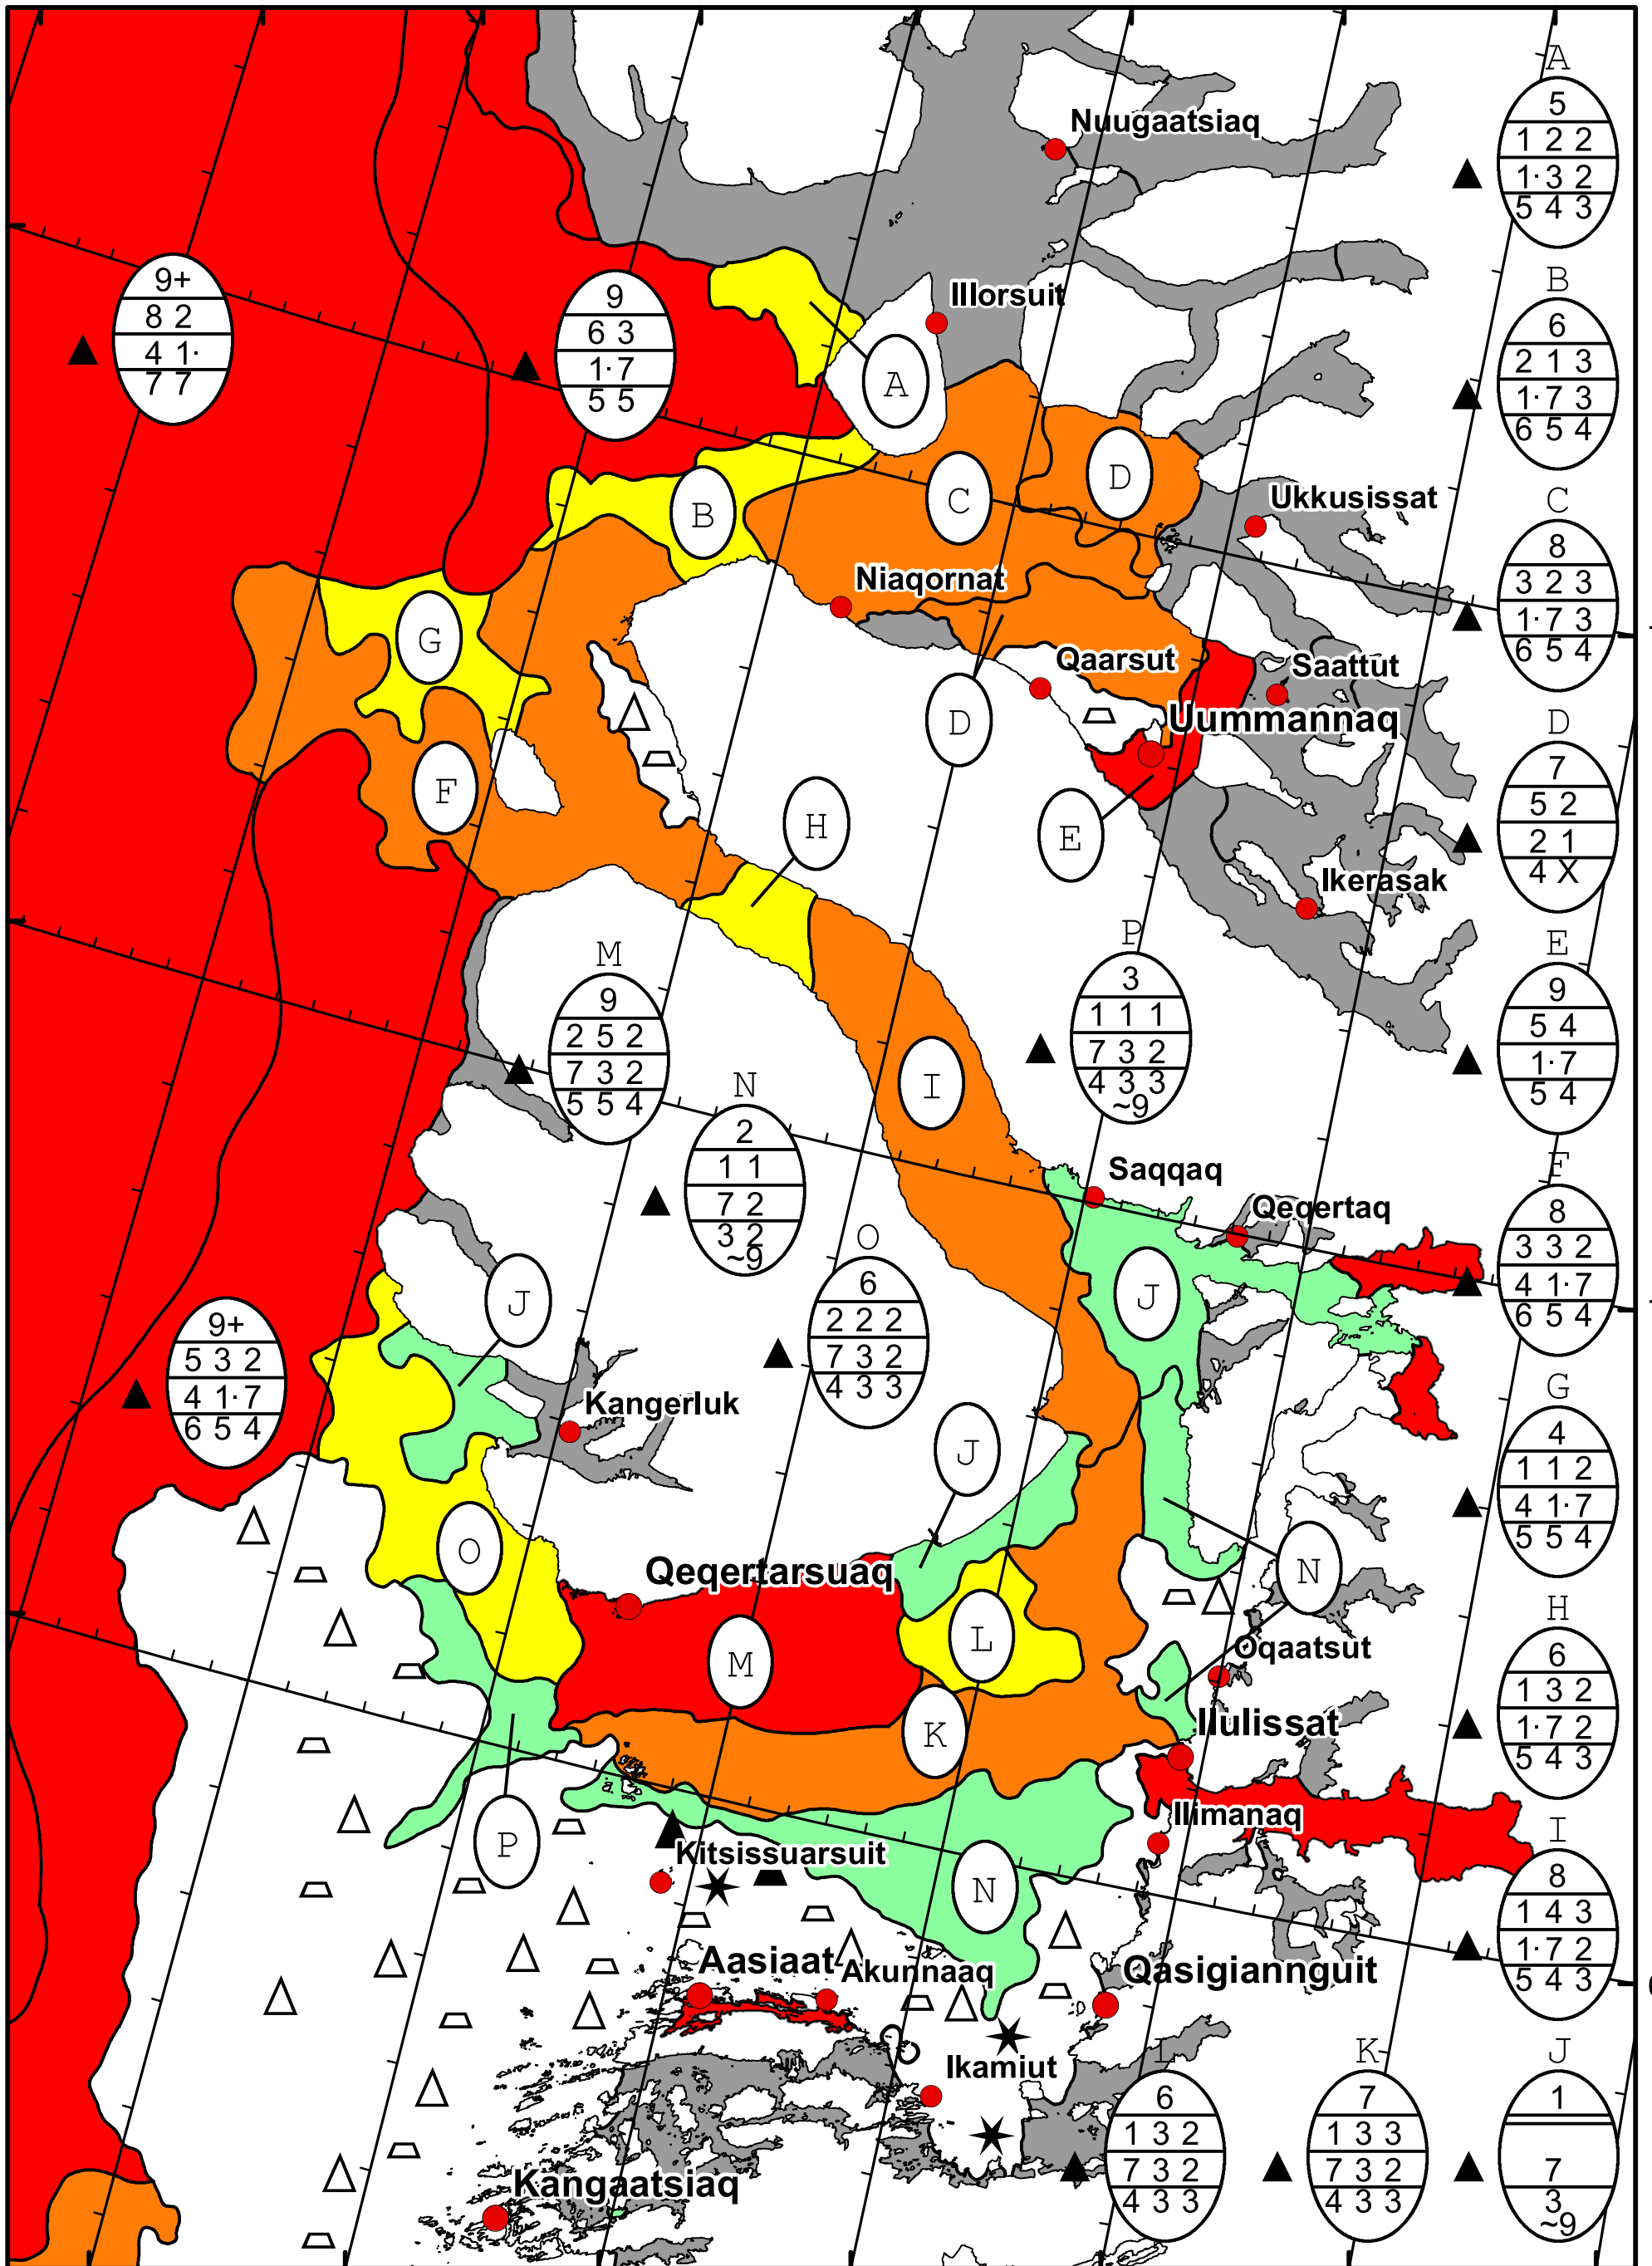 A
5
1 2 2
1· 3 2
5 4 3
Nuugaatsiaq
9+
8 2
4 1·
7 7
9
6 3
1· 7
5 5
Illorsuit
B
6
2 1 3
1· 7 3
6 5 4
A
D
C
B
Ukkusissat
C
8
3 2 3
1· 7 3
6 5 4
Niaqornat
G
Qaarsut
Saattut
Uummannaq
D
D
7
5 2
2 1
4 X
F
H
E
Ikerasak
E
9
5 4
1· 7
5 4
M
9
2 5 2
7 3 2
5 5 4
P
3
1 1 1
7 3 2
4 3 3
~9
I
N
2
1 1
7 2
3 2
~9
Saqqaq
Qeqertaq
F
8
3 3 2
4 1· 7
6 5 4
O
6
2 2 2
7 3 2
4 3 3
J
J
9+
5 3 2
4 1· 7
6 5 4
Kangerluk
J
G
4
1 1 2
4 1· 7
5 5 4
O
Qeqertarsuaq
N
L
M
K
Oqaatsut
H
6
1 3 2
1· 7 2
5 4 3
Ilulissat
Ilimanaq
P
Kitsissuarsuit
N
I
8
1 4 3
1· 7 2
5 4 3
Aasiaat
Akunnaaq
Qasigiannguit
Ikamiut
L
6
1 3 2
7 3 2
4 3 3
K
7
1 3 3
7 3 2
4 3 3
J
1
7
3
~9
Kangaatsiaq